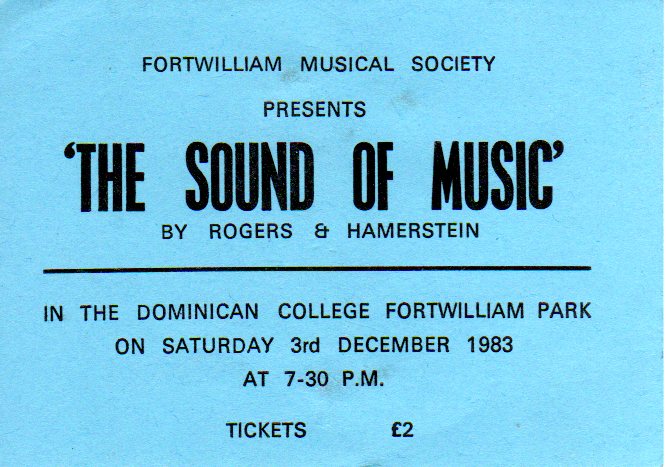 FORTWILLIAM MUSICAL SOCIETY
PRESENTS
'THE SOUND OF MUSIC'
BY ROGERS & HAMERSTEIN
IN THE DOMINICAN COLLEGE FORTWILLIAM PARK
ON SATURDAY 3rd DECEMBER 1983
AT 7-30 P.M.
TICKETS £2